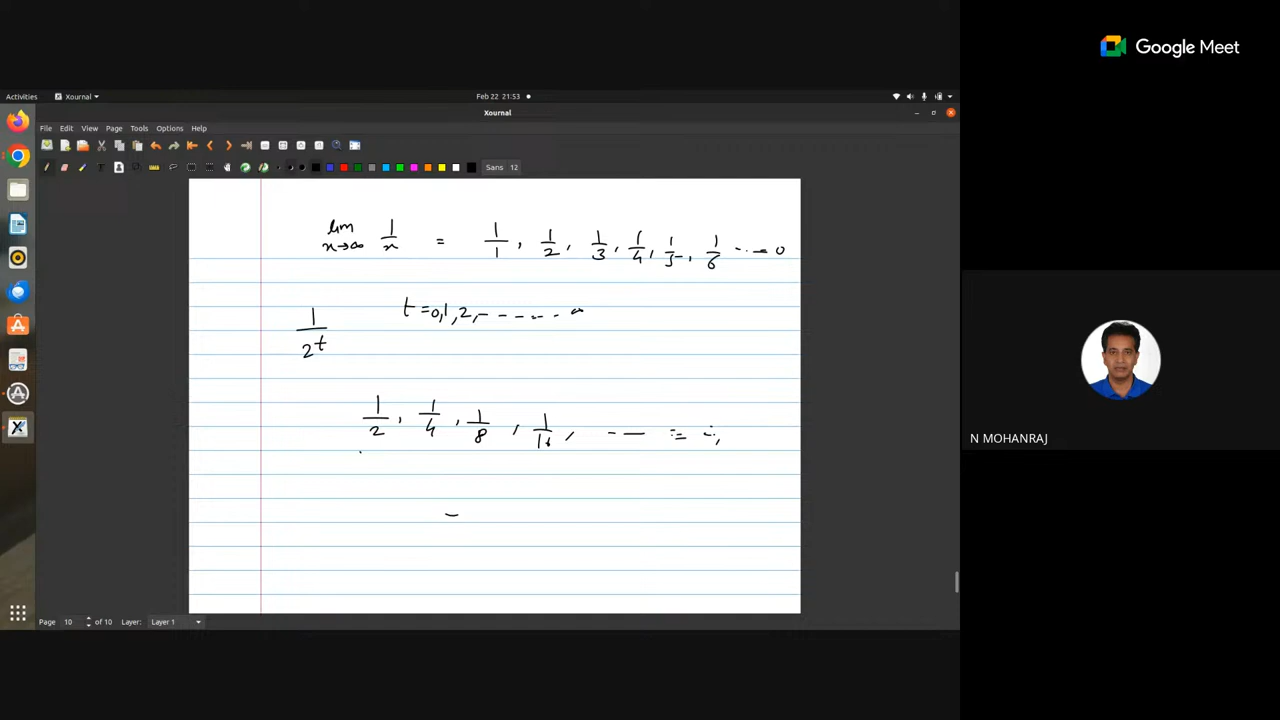 Google Meet
Activities Xournal Feb 22 21:53
Xournal
File Edit View Page Tools Options Help
Sans 12
lim n→∞ 1/n = 1/1, 1/2, 1/3, 1/4, 1/5, 1/6 ... = 0
1/2^t t = 0, 1, 2, - - - - - - ∞
1/2, 1/4, 1/8, 1/16, - —
N MOHANRAJ
Page 10 of 10 Layer: Layer 1